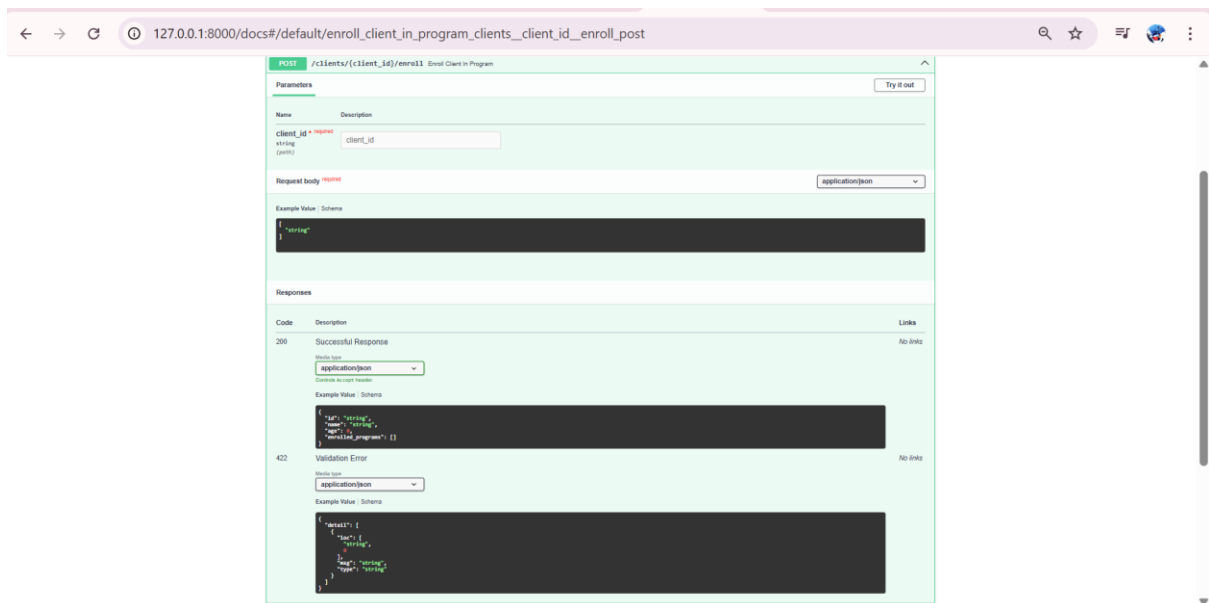 127.0.0.1:8000/docs#/default/enroll_client_in_program_clients__client_id__enroll_post
POST /clients/{client_id}/enroll Enroll Client In Program
Parameters
Try it out
Name Description
client_id * required
string
(path)
client_id
Request body required
application/json
Example Value | Schema
[
"string"
]
Responses
Code Description Links
200 Successful Response No links
Media type
application/json
Controls Accept header.
Example Value | Schema
{
"id": "string",
"name": "string",
"age": 0,
"enrolled_programs": []
}
422 Validation Error No links
Media type
application/json
Example Value | Schema
{
"detail": [
{
"loc": [
"string",
0
],
"msg": "string",
"type": "string"
}
]
}